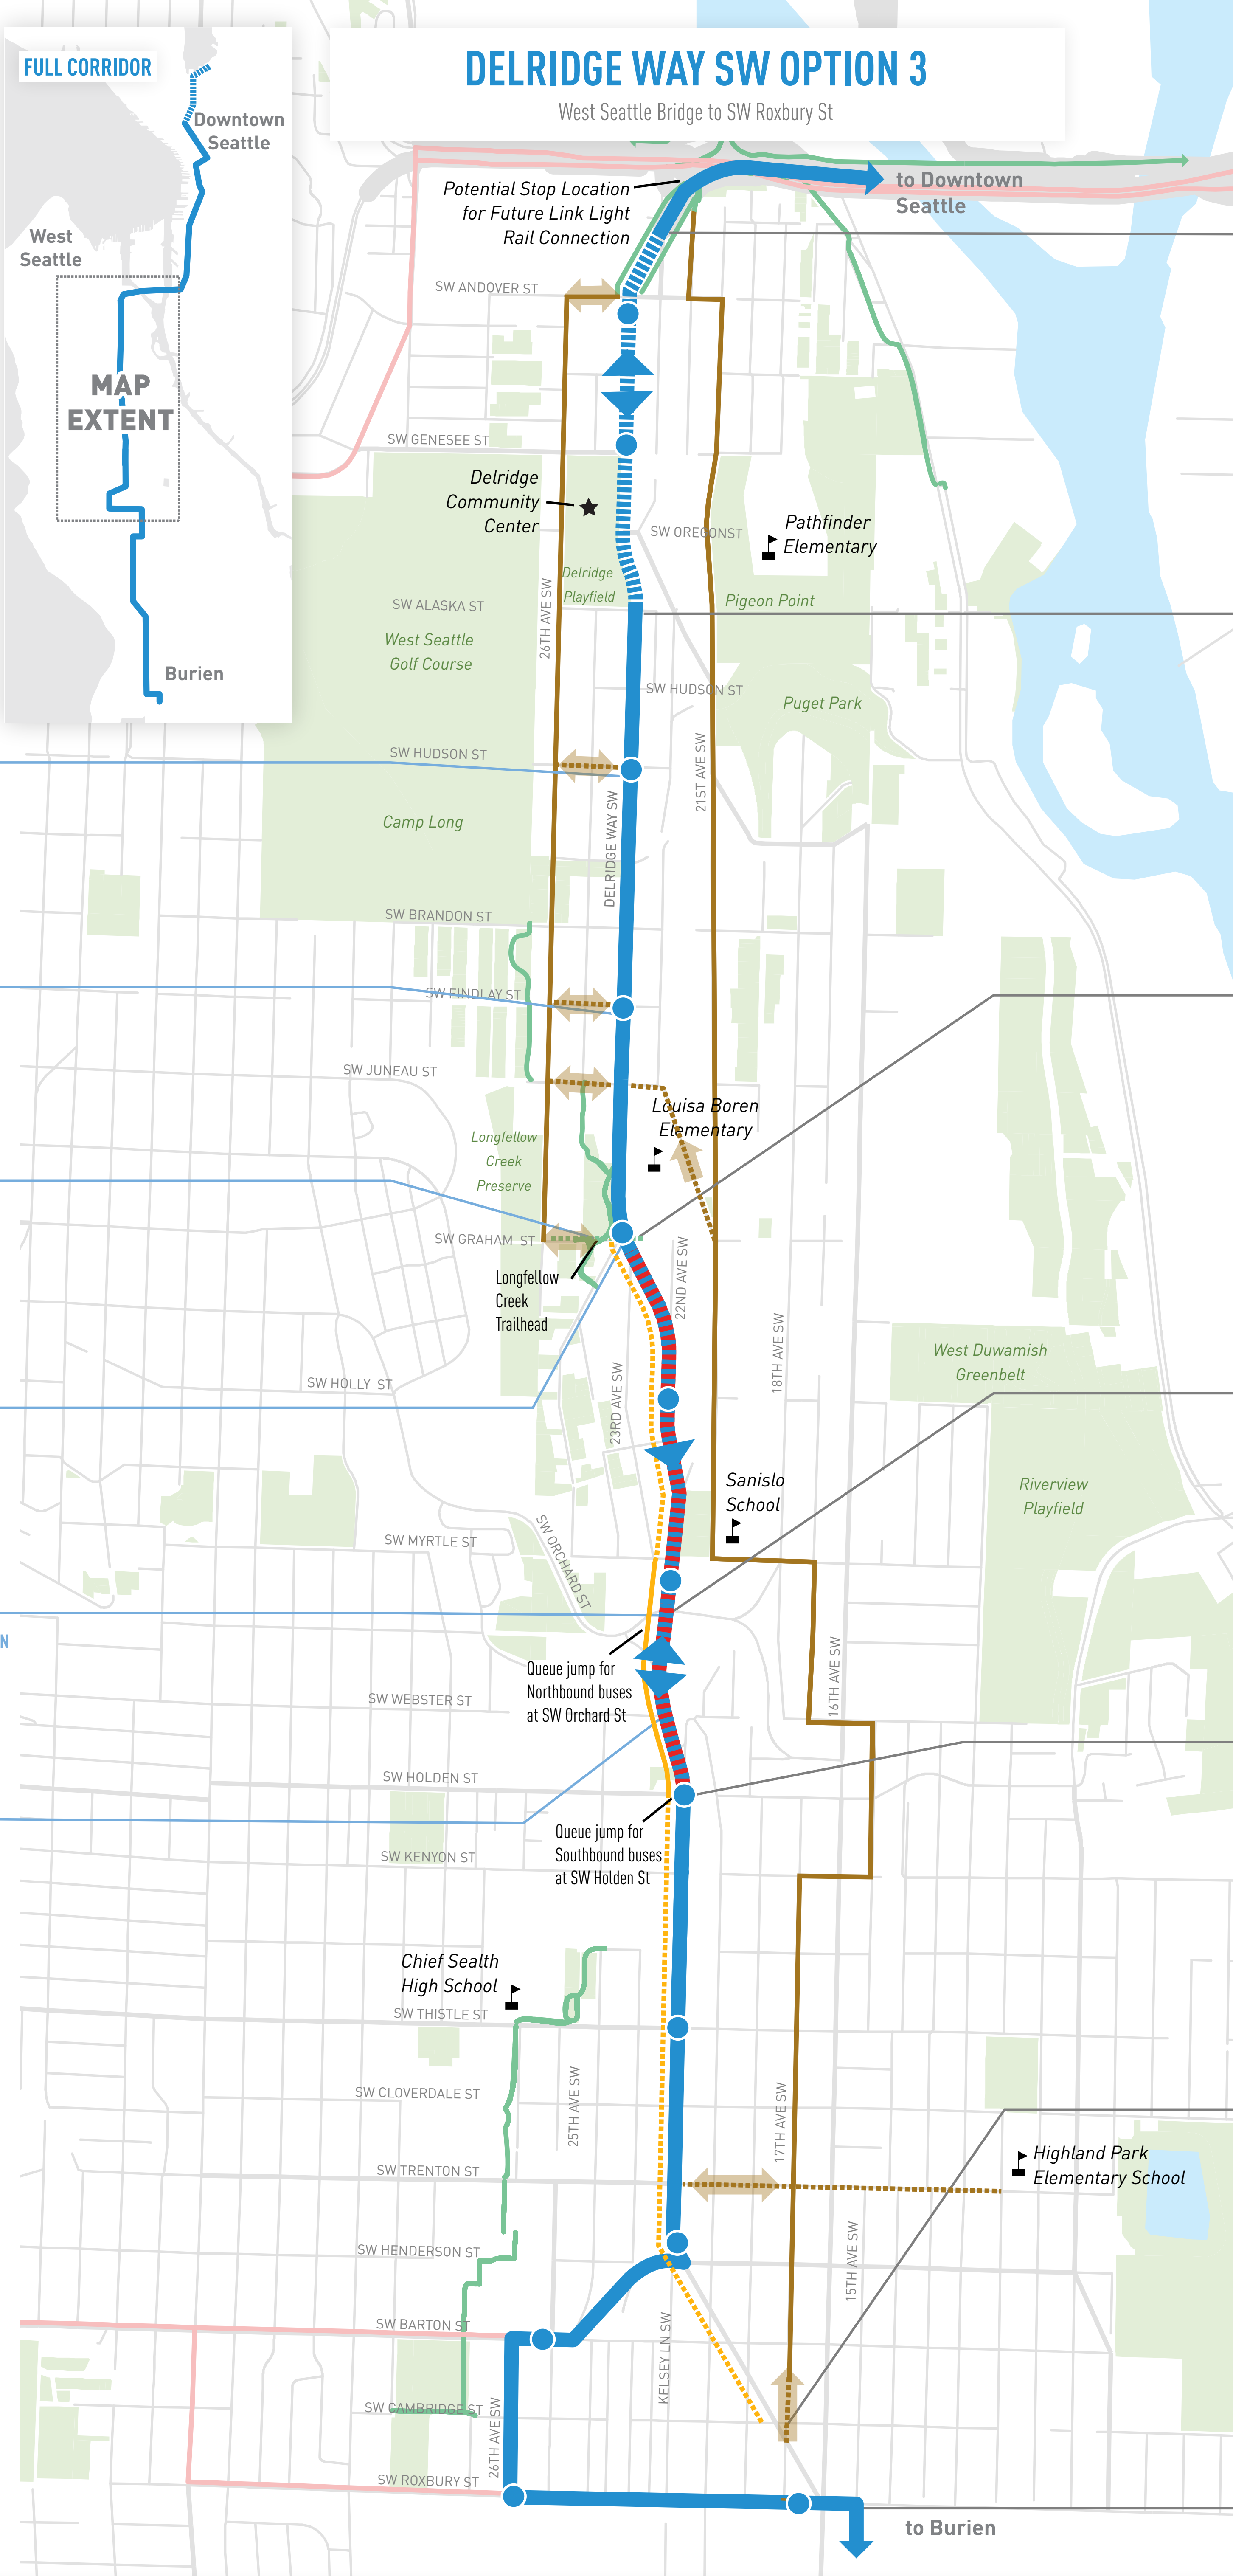 FULL CORRIDOR
Downtown
Seattle
West
Seattle
MAP
EXTENT
Burien
DELRIDGE WAY SW OPTION 3
West Seattle Bridge to SW Roxbury St
Potential Stop Location
for Future Link Light
Rail Connection
to Downtown
Seattle
SW ANDOVER ST
SW GENESEE ST
Delridge
Community
Center
SW OREGONST
Pathfinder
Elementary
Delridge
Playfield
26TH AVE SW
SW ALASKA ST
Pigeon Point
West Seattle
Golf Course
SW HUDSON ST
Puget Park
SW HUDSON ST
21ST AVE SW
DELRIDGE WAY SW
Camp Long
SW BRANDON ST
SW FINDLAY ST
SW JUNEAU ST
Louisa Boren
Elementary
Longfellow
Creek
Preserve
SW GRAHAM ST
22ND AVE SW
Longfellow
Creek
Trailhead
18TH AVE SW
West Duwamish
Greenbelt
SW HOLLY ST
23RD AVE SW
Sanislo
School
Riverview
Playfield
SW MYRTLE ST
SW ORCHARD ST
N
16TH AVE SW
Queue jump for
Northbound buses
at SW Orchard St
SW WEBSTER ST
SW HOLDEN ST
Queue jump for
Southbound buses
at SW Holden St
SW KENYON ST
Chief Sealth
High School
SW THISTLE ST
25TH AVE SW
SW CLOVERDALE ST
17TH AVE SW
Highland Park
Elementary School
SW TRENTON ST
15TH AVE SW
SW HENDERSON ST
SW BARTON ST
KELSEY LN SW
SW CAMBRIDGE ST
26TH AVE SW
SW ROXBURY ST
to Burien